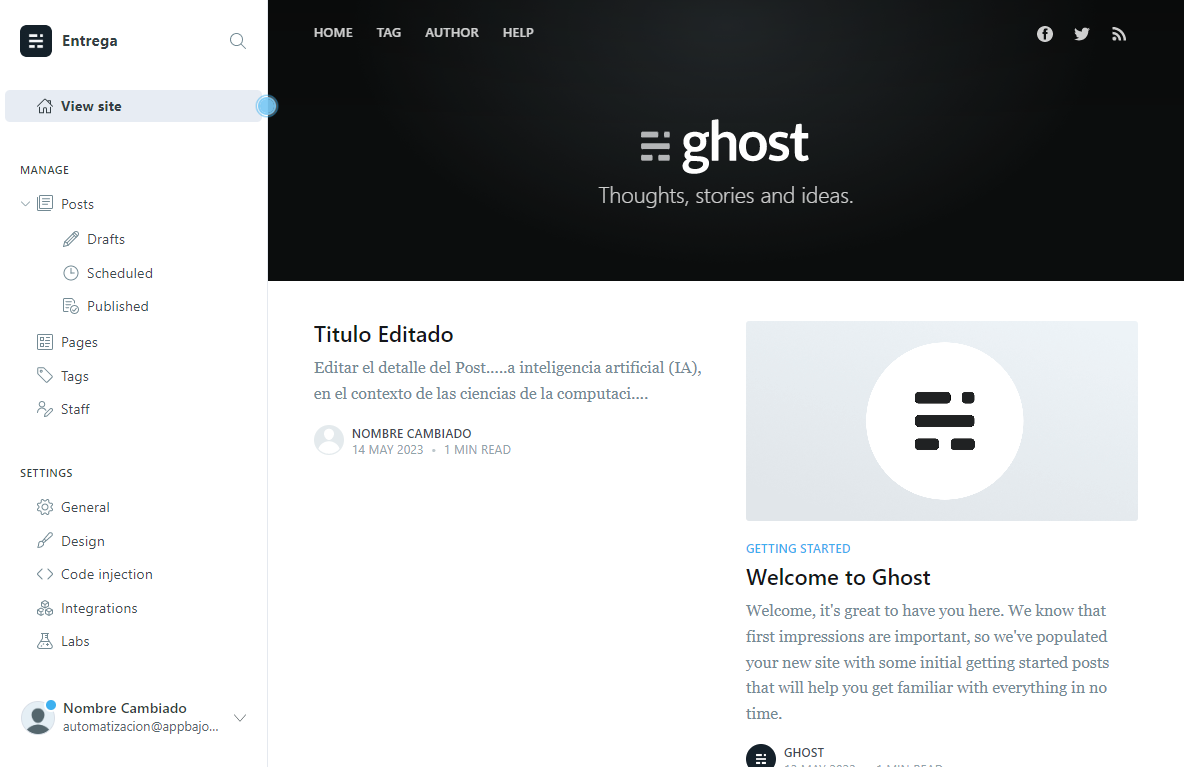 Entrega
View site
MANAGE
Posts
Drafts
Scheduled
Published
Pages
Tags
Staff
SETTINGS
General
Design
Code injection
Integrations
Labs
Nombre Cambiado
automatizacion@appbajo...
HOME TAG AUTHOR HELP
ghost
Thoughts, stories and ideas.
Titulo Editado
Editar el detalle del Post.....a inteligencia artificial (IA),
en el contexto de las ciencias de la computaci....
NOMBRE CAMBIADO
14 MAY 2023 • 1 MIN READ
GETTING STARTED
Welcome to Ghost
Welcome, it's great to have you here. We know that
first impressions are important, so we've populated
your new site with some initial getting started posts
that will help you get familiar with everything in no
time.
GHOST